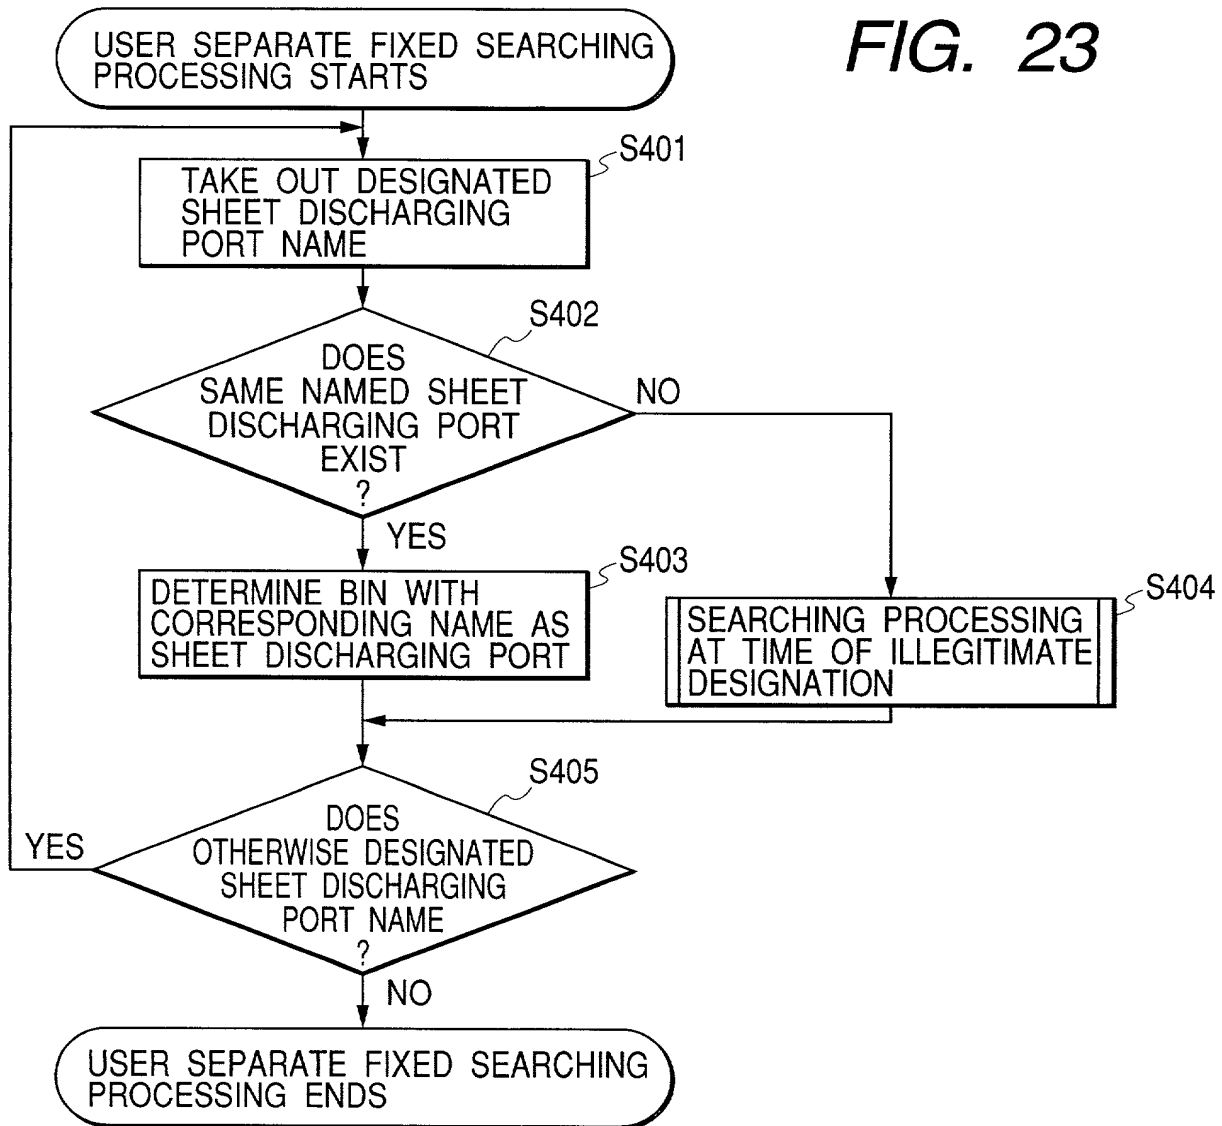 FIG. 23
USER SEPARATE FIXED SEARCHING
PROCESSING STARTS
S401
TAKE OUT DESIGNATED
SHEET DISCHARGING
PORT NAME
S402
DOES
SAME NAMED SHEET
DISCHARGING PORT
EXIST
?
NO
YES
S403
DETERMINE BIN WITH
CORRESPONDING NAME AS
SHEET DISCHARGING PORT
S404
SEARCHING PROCESSING
AT TIME OF ILLEGITIMATE
DESIGNATION
S405
DOES
OTHERWISE DESIGNATED
SHEET DISCHARGING
PORT NAME
?
YES
NO
USER SEPARATE FIXED SEARCHING
PROCESSING ENDS